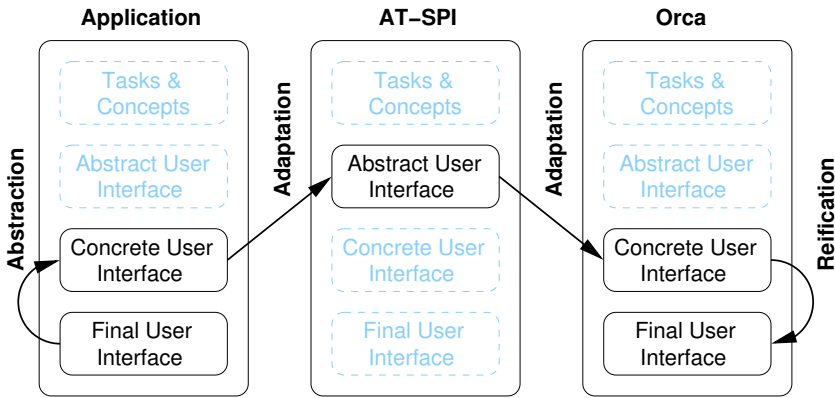 Application
AT−SPI
Orca
Abstraction
Tasks &
Concepts
Abstract User
Interface
Concrete User
Interface
Final User
Interface
Adaptation
Tasks &
Concepts
Abstract User
Interface
Concrete User
Interface
Final User
Interface
Adaptation
Tasks &
Concepts
Abstract User
Interface
Concrete User
Interface
Final User
Interface
Reification